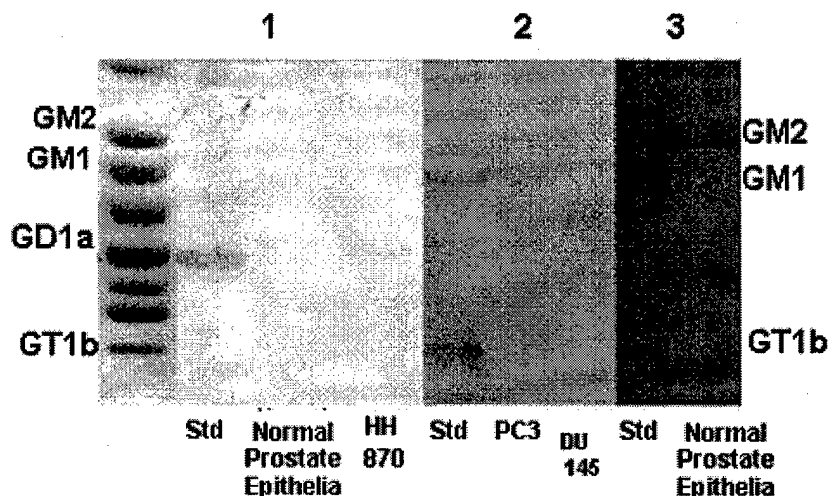 1 2 3
GM2
GM1
GD1a
GT1b
GM2
GM1
GT1b
Std Normal Prostate Epithelia HH 870 Std PC3 DU 145 Std Normal Prostate Epithelia